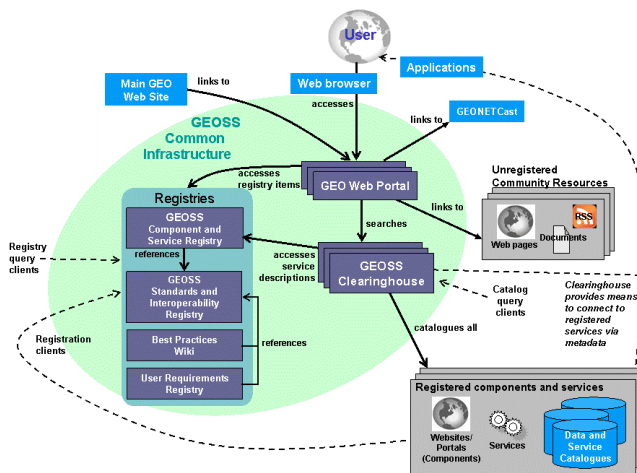 User
Main GEO
Web Site
links to
Web browser
Applications
accesses
GEOSS
Common
Infrastructure
links to
GEONETCast
accesses
registry items
GEO Web Portal
Unregistered
Community Resources
RSS
Web pages
Documents
links to
Registries
GEOSS
Component and
Service Registry
searches
Registry
query
clients
references
accesses
service
descriptions
GEOSS
Clearinghouse
GEOSS
Standards and
Interoperability
Registry
Catalog
query
clients
Clearinghouse
provides means
to connect to
registered
services via
metadata
Registration
clients
Best Practices
Wiki
references
catalogues all
User Requirements
Registry
Registered components and services
Websites/
Portals
(Components)
Services
Data and
Service
Catalogues